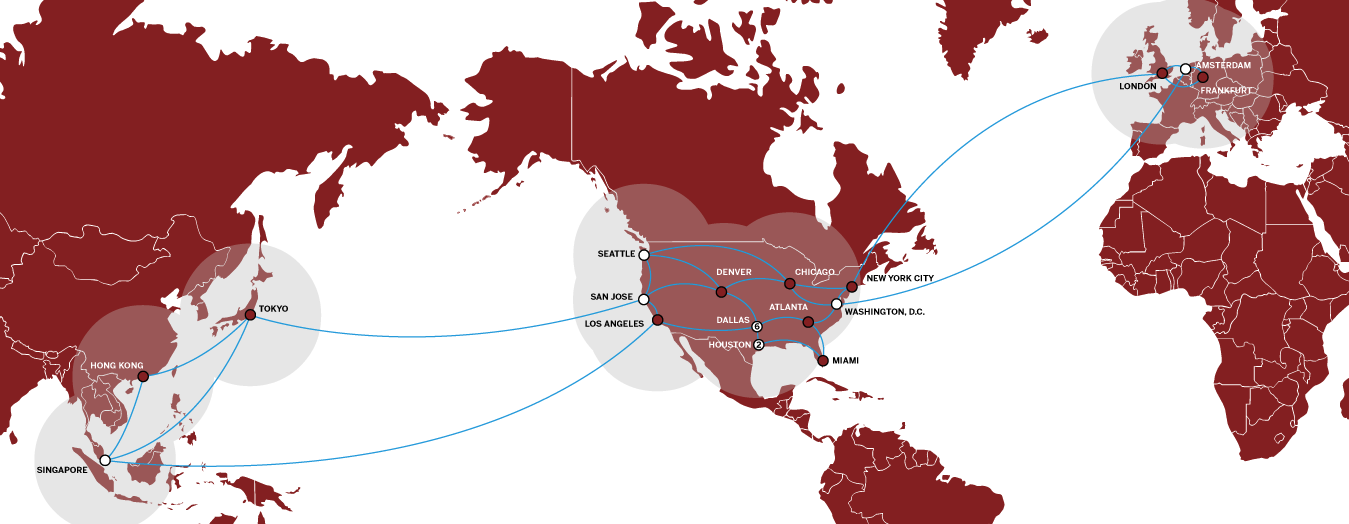 AMSTERDAM
LONDON
FRANKFURT
SEATTLE
DENVER
CHICAGO
NEW YORK CITY
SAN JOSE
TOKYO
ATLANTA
WASHINGTON, D.C.
LOS ANGELES
DALLAS
6
HOUSTON
2
MIAMI
HONG KONG
SINGAPORE